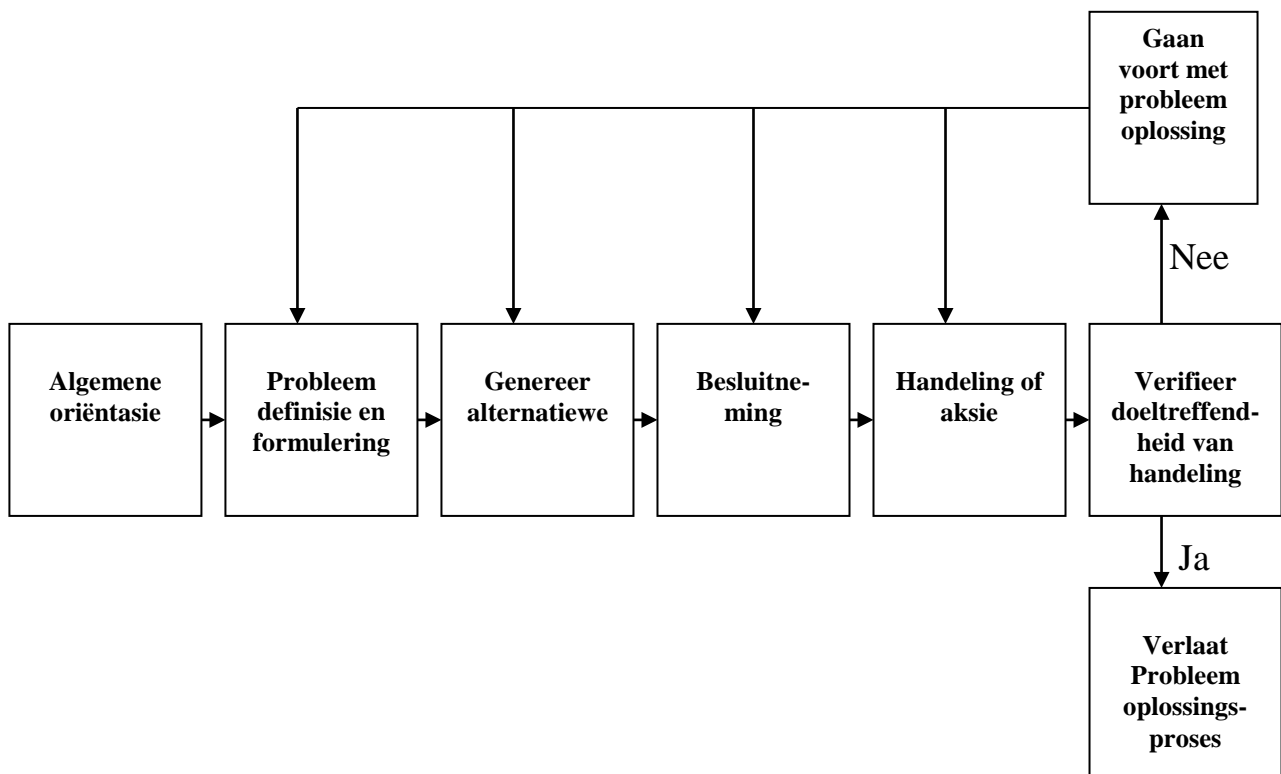 Gaan
voort met
probleem
oplossing
Nee
Algemene
oriëntasie
Probleem
definisie en
formulering
Genereer
alternatiewe
Besluitne-
ming
Handeling of
aksie
Verifieer
doeltreffend-
heid van
handeling
Ja
Verlaat
Probleem
oplossings-
proses